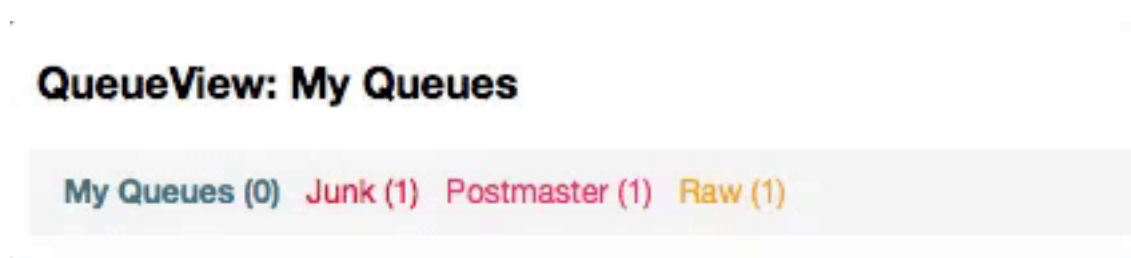 QueueView: My Queues
My Queues (0) Junk (1) Postmaster (1) Raw (1)